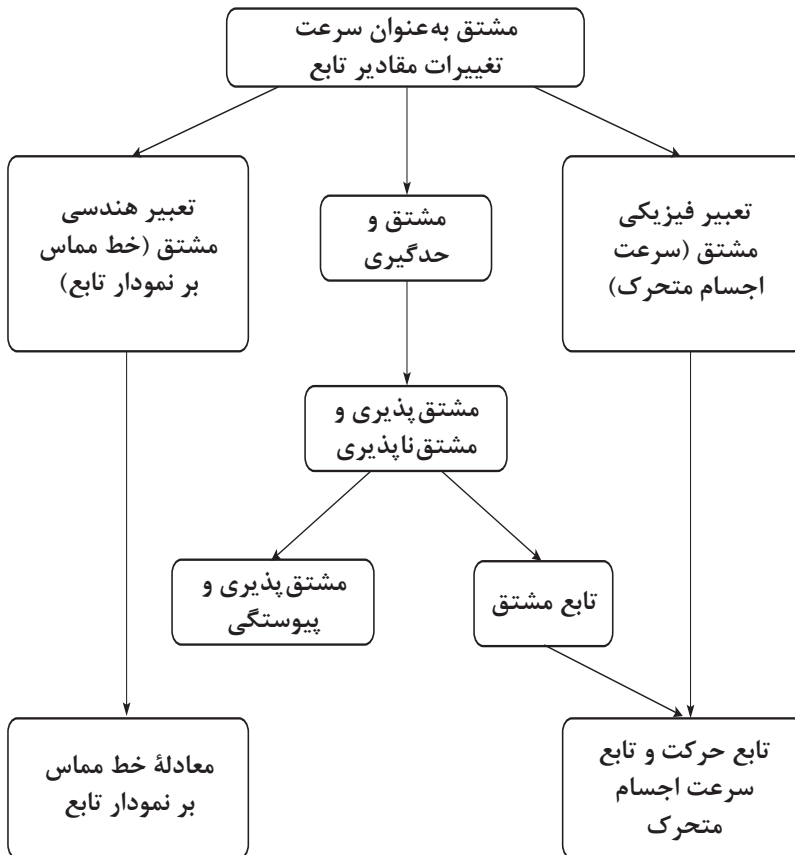 مشتق به‌عنوان سرعت
تغییرات مقادیر تابع
تعبیر فیزیکی
مشتق (سرعت
اجسام متحرک)
مشتق و
حدگیری
تعبیر هندسی
مشتق (خط مماس
بر نمودار تابع)
مشتق‌پذیری و
مشتق‌ناپذیری
تابع مشتق
مشتق‌پذیری و
پیوستگی
تابع حرکت و تابع
سرعت اجسام
متحرک
معادلهٔ خط مماس
بر نمودار تابع